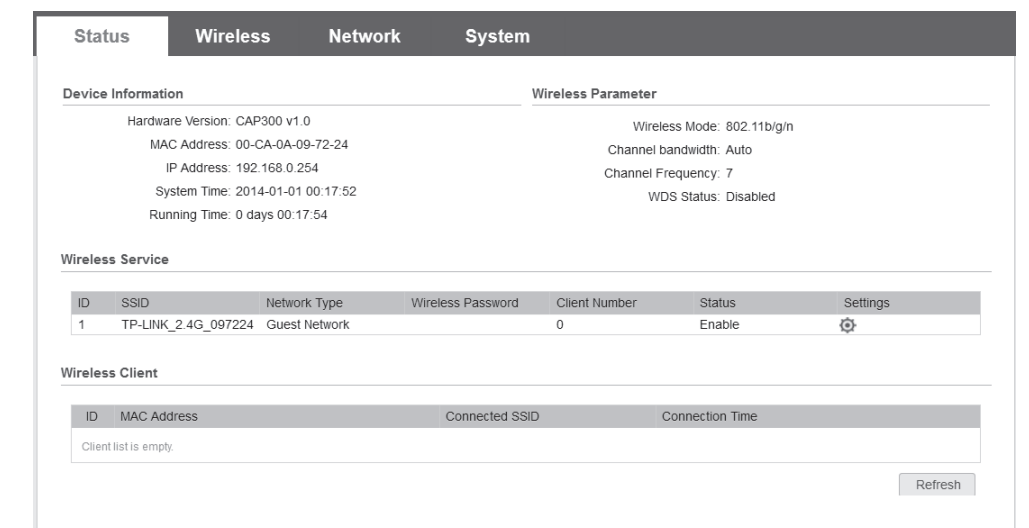 Status Wireless Network System
Device Information
Hardware Version: CAP300 v1.0
MAC Address: 00-CA-0A-09-72-24
IP Address: 192.168.0.254
System Time: 2014-01-01 00:17:52
Running Time: 0 days 00:17:54
Wireless Parameter
Wireless Mode: 802.11b/g/n
Channel bandwidth: Auto
Channel Frequency: 7
WDS Status: Disabled
Wireless Service
ID SSID Network Type Wireless Password Client Number Status Settings
1 TP-LINK_2.4G_097224 Guest Network 0 Enable
Wireless Client
ID MAC Address Connected SSID Connection Time
Client list is empty.
Refresh